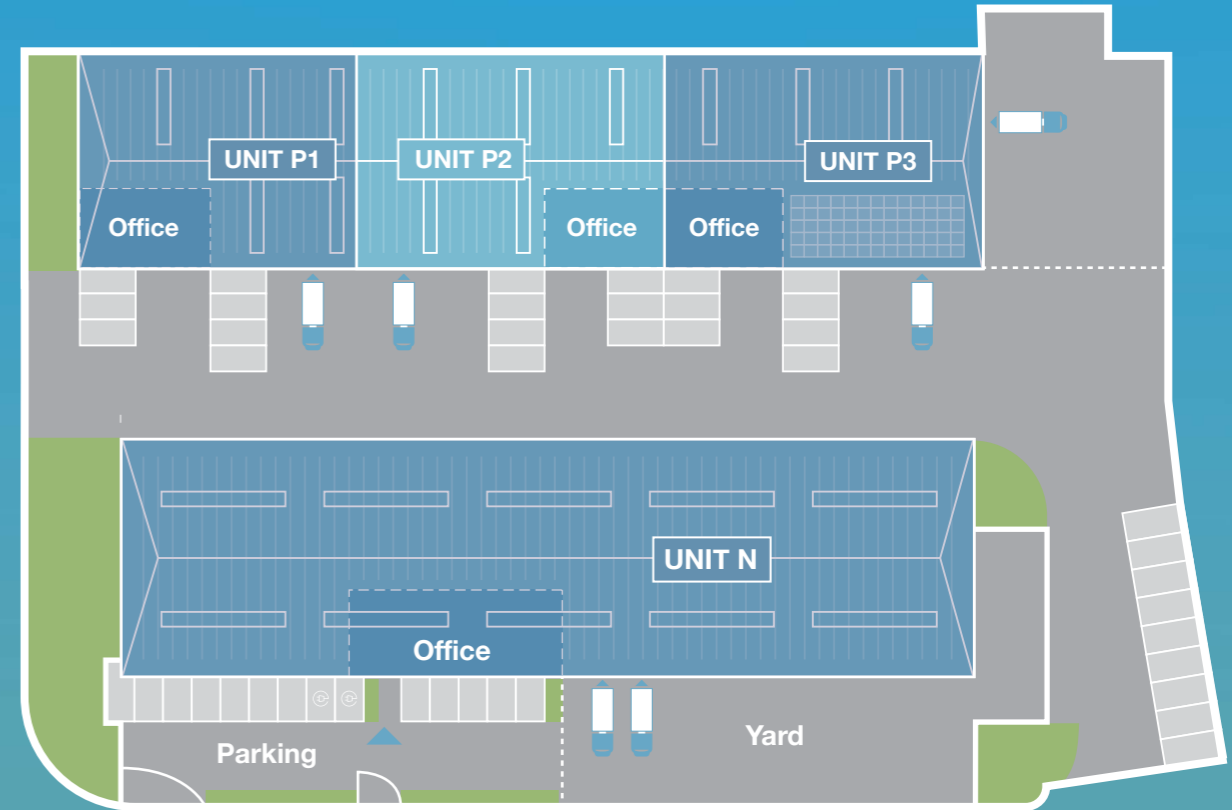 UNIT P1
UNIT P2
UNIT P3
Office
Office
Office
UNIT N
Office
Parking
Yard